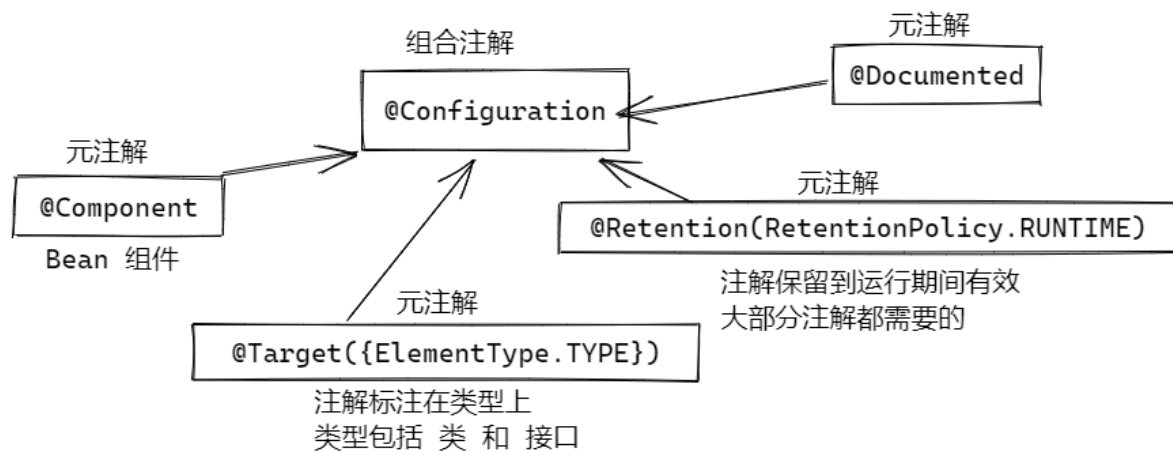 元注解
组合注解
@Documented
@Configuration
元注解
@Component
元注解
@Retention(RetentionPolicy.RUNTIME)
Bean 组件
注解保留到运行期间有效
大部分注解都需要的
元注解
@Target({ElementType.TYPE})
注解标注在类型上
类型包括 类 和 接口